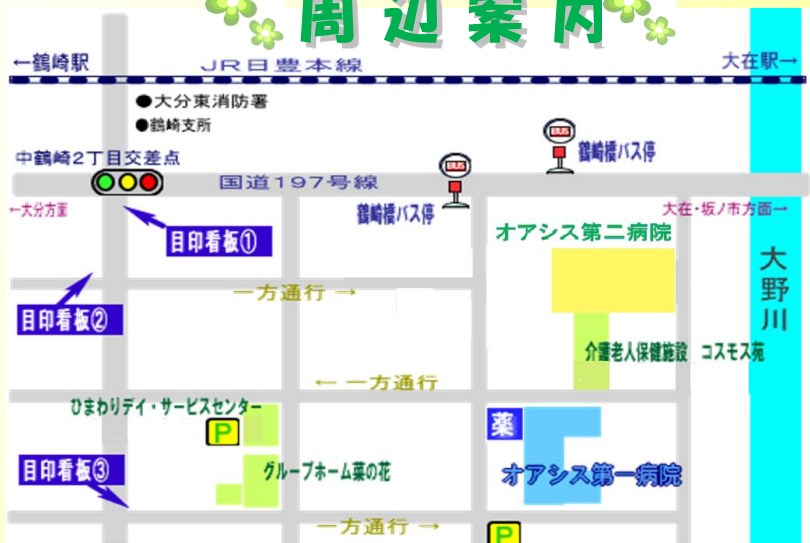 周辺案内
←鶴崎駅
JR日豊本線
大在駅→
●大分東消防署
●鶴崎支所
中鶴崎2丁目交差点
BUS
鶴崎橋バス停
BUS
鶴崎橋バス停
国道197号線
←大分方面
大在・坂ノ市方面→
目印看板①
オアシス第二病院
大野川
目印看板②
一方通行 →
介護老人保健施設 コスモス苑
← 一方通行
ひまわりデイ・サービスセンター
P
薬
目印看板③
グループホーム菜の花
オアシス第一病院
一方通行 →
P